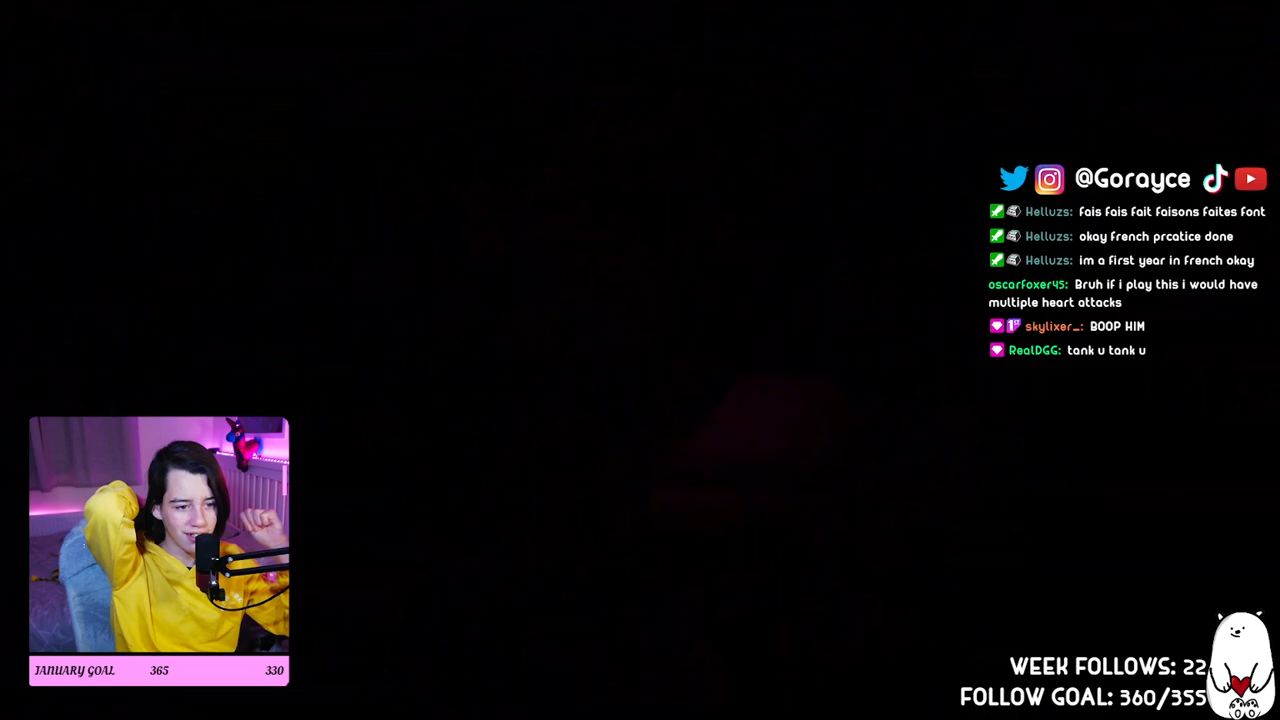 @Gorayce
Helluzs: fais fais fait faisons faites font
Helluzs: okay french prcatice done
Helluzs: im a first year in french okay
oscarfoxer45: Bruh if i play this i would have
multiple heart attacks
skylixer_: BOOP HIM
RealDGG: tank u tank u
JANUARY GOAL 365 330
WEEK FOLLOWS: 22
FOLLOW GOAL: 360/355